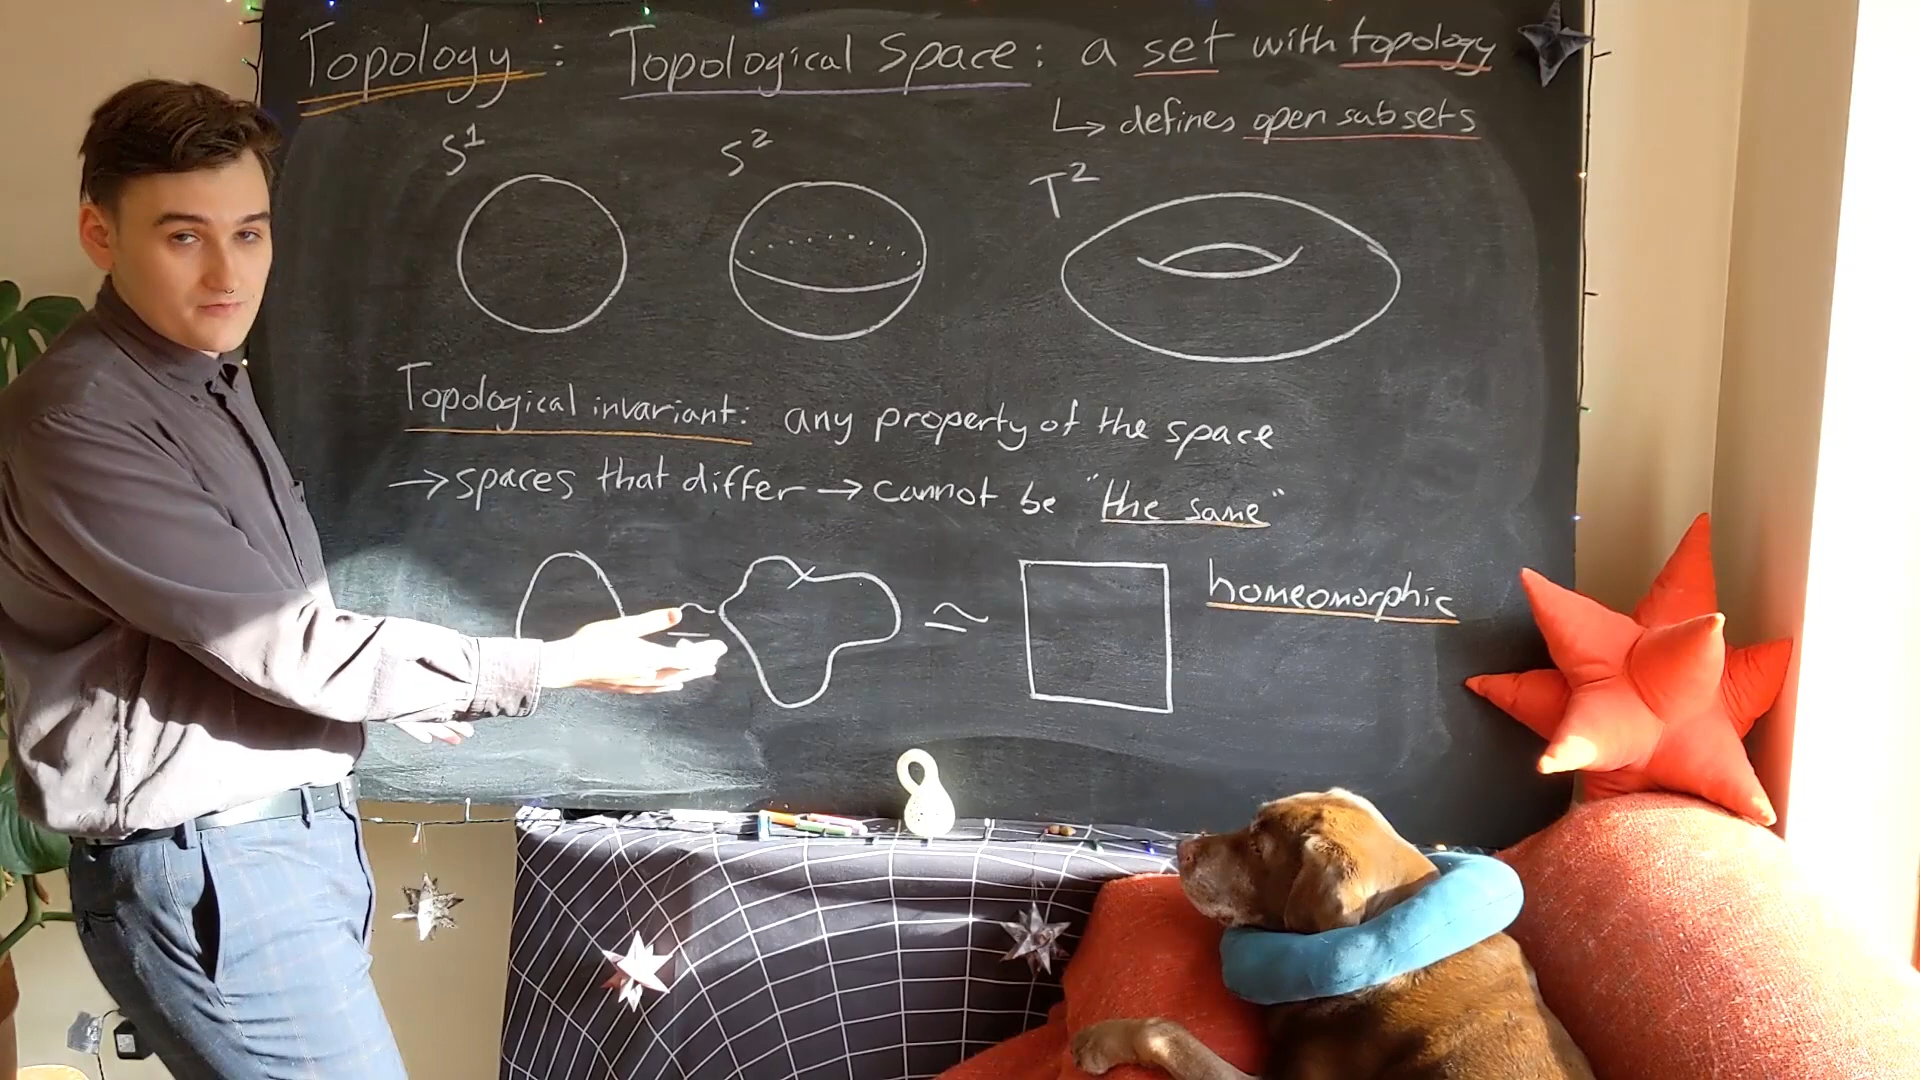 Topology : Topological Space: a set with topology
↳ defines open subsets
S¹ S² T²
Topological invariant: any property of the space
→ spaces that differ → cannot be "the same"
≃ ≃ homeomorphic